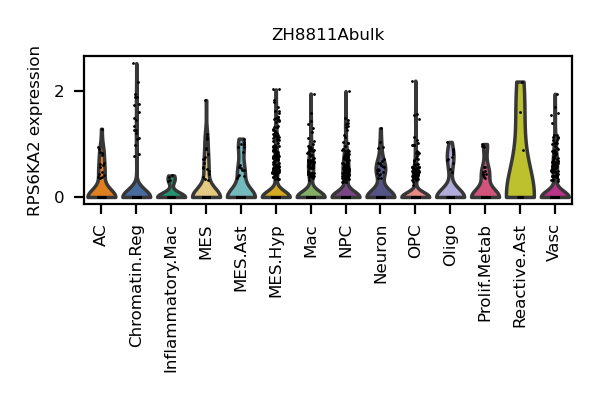 ZH8811Abulk
RPS6KA2 expression
2
0
AC
Chromatin.Reg
Inflammatory.Mac
MES
MES.Ast
MES.Hyp
Mac
NPC
Neuron
OPC
Oligo
Prolif.Metab
Reactive.Ast
Vasc